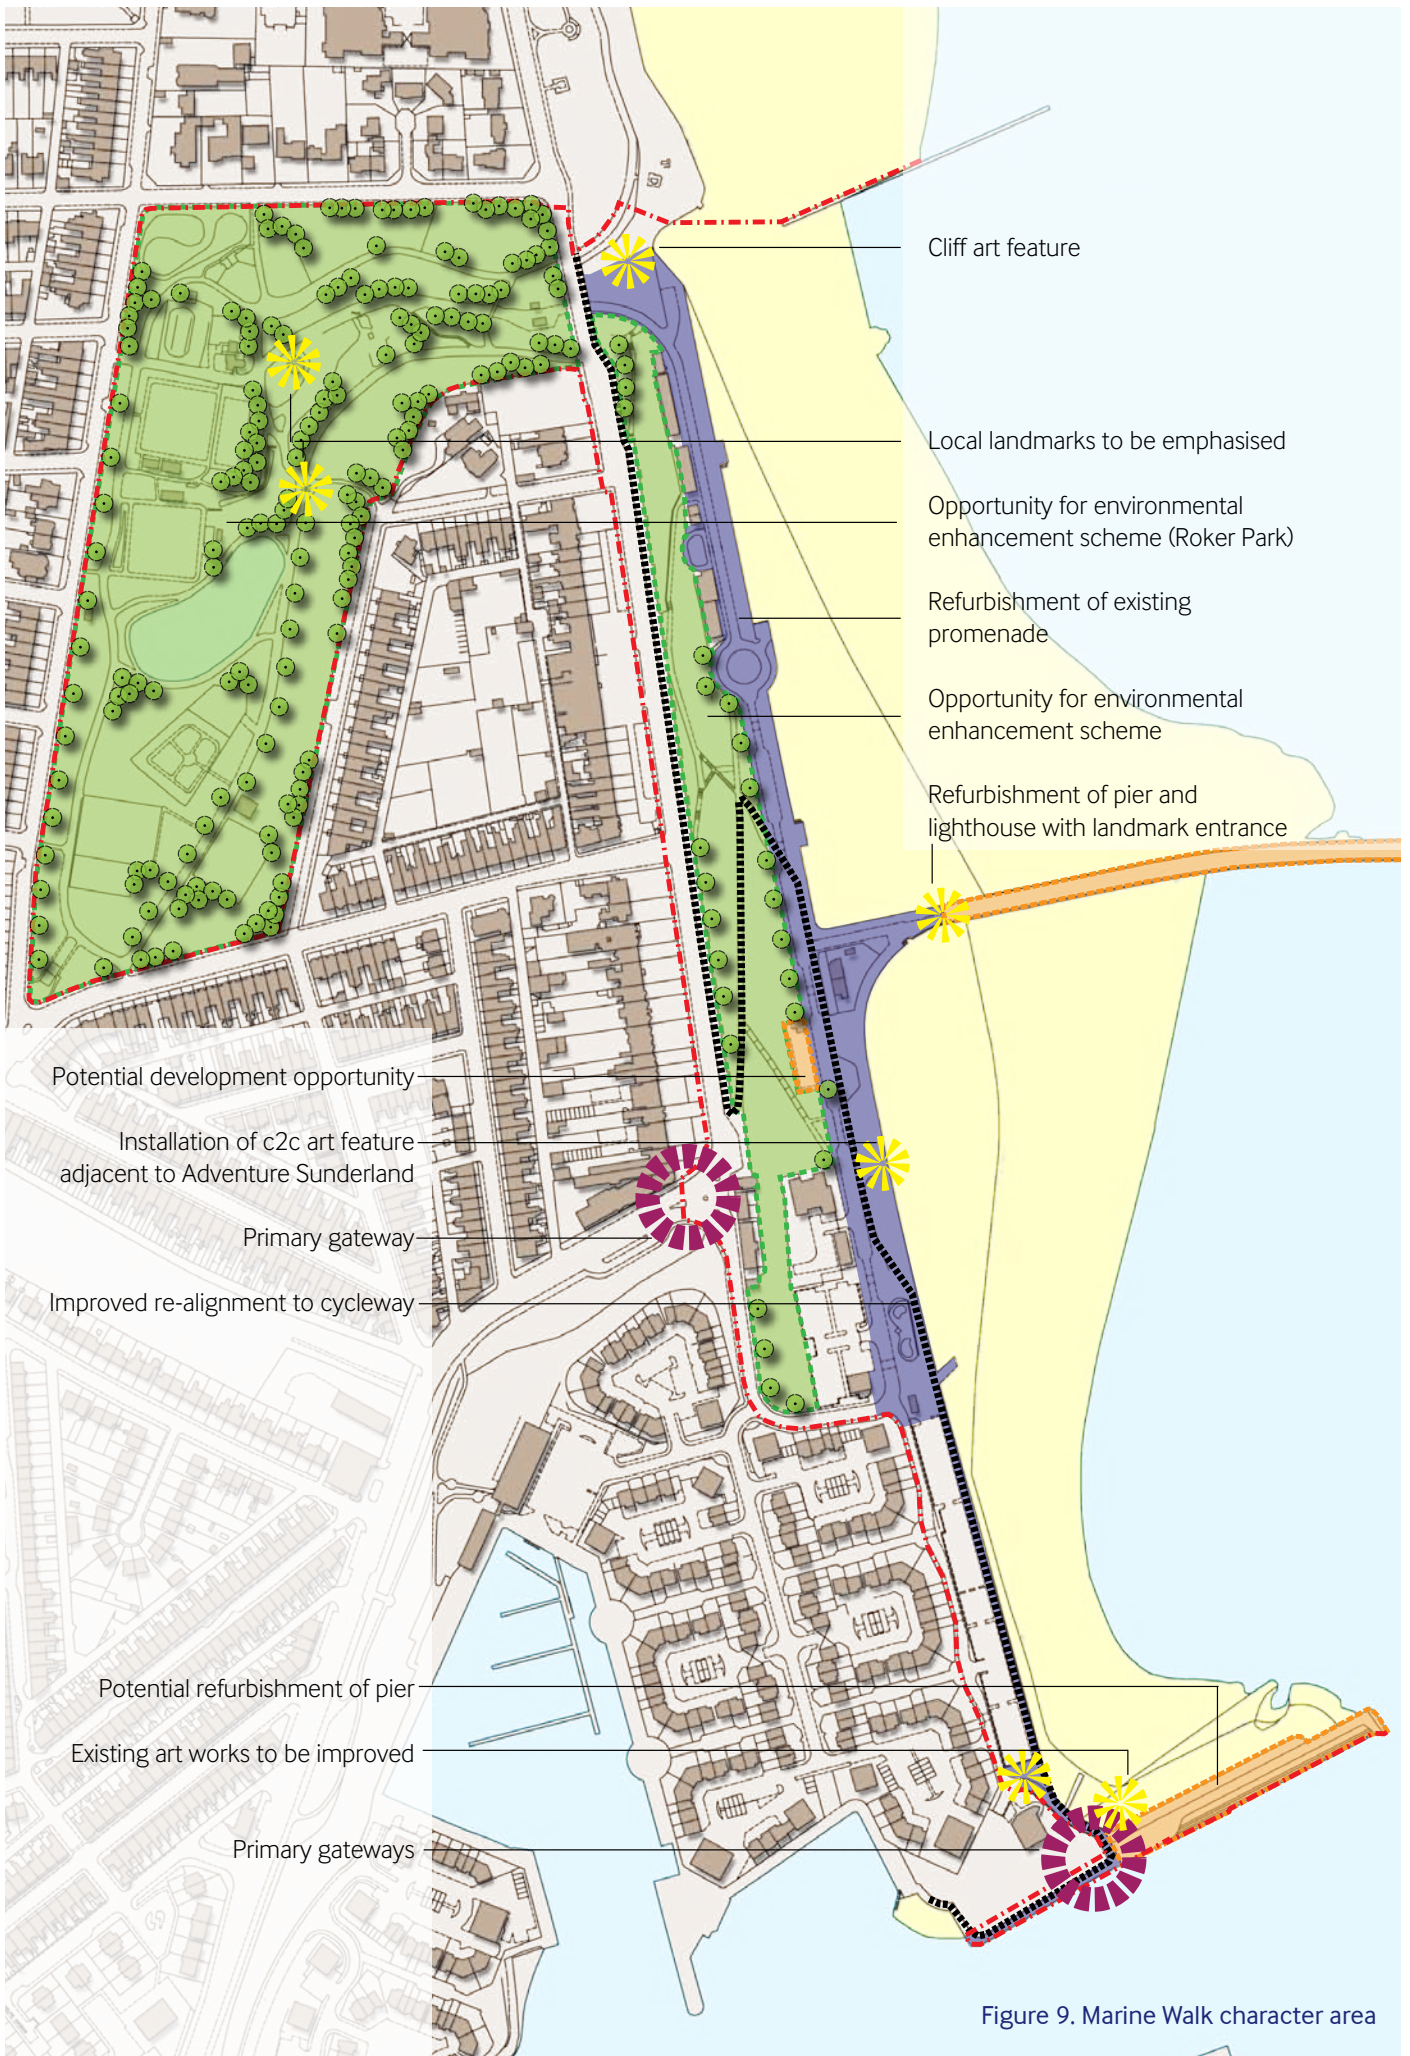 Cliff art feature
Local landmarks to be emphasised
Opportunity for environmental
enhancement scheme (Roker Park)
Refurbishment of existing
promenade
Opportunity for environmental
enhancement scheme
Refurbishment of pier and
lighthouse with landmark entrance
Potential development opportunity
Installation of c2c art feature
adjacent to Adventure Sunderland
Primary gateway
Improved re-alignment to cycleway
Potential refurbishment of pier
Existing art works to be improved
Primary gateways
Figure 9. Marine Walk character area